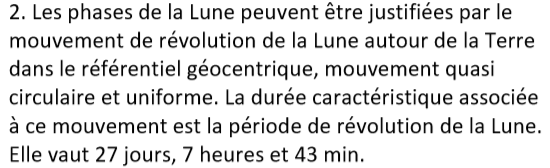 2. Les phases de la Lune peuvent être justifiées par le
mouvement de révolution de la Lune autour de la Terre
dans le référentiel géocentrique, mouvement quasi
circulaire et uniforme. La durée caractéristique associée
à ce mouvement est la période de révolution de la Lune.
Elle vaut 27 jours, 7 heures et 43 min.